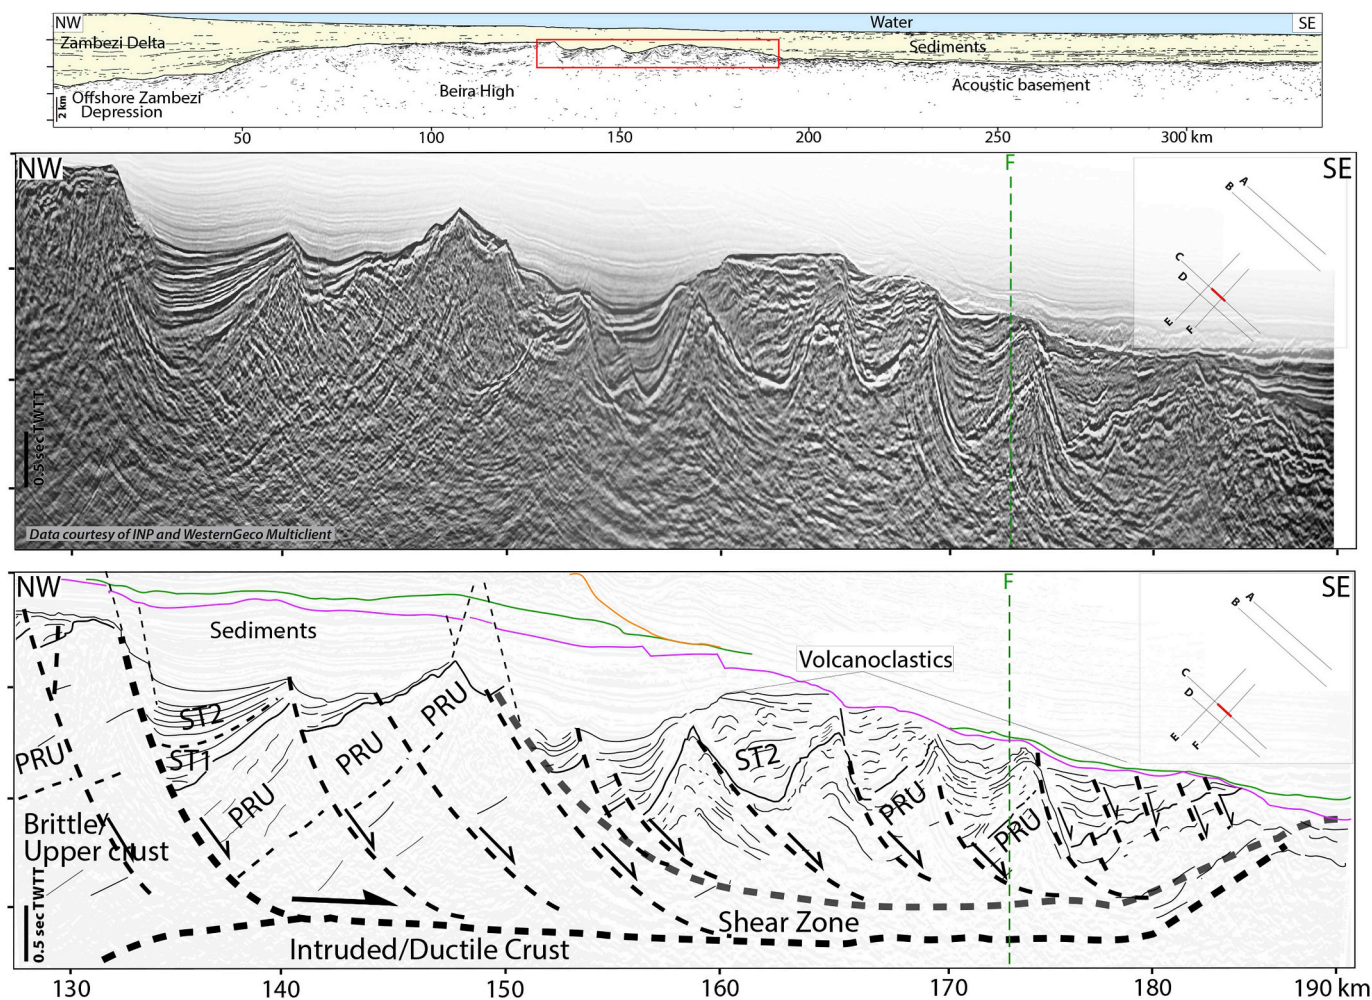 NW
Water
SE
Zambezi Delta
Sediments
2 km
Offshore Zambezi
Depression
Beira High
Acoustic basement
50
100
150
200
250
300 km
NW
F
SE
A
B
C
D
E
F
0.5 sec TWTT
Data courtesy of INP and WesternGeco Multiclient
NW
F
SE
A
B
C
D
E
F
Sediments
Volcanoclastics
ST2
ST1
PRU
PRU
PRU
PRU
ST2
PRU
PRU
Brittle/
Upper crust
0.5 sec TWTT
Shear Zone
Intruded/Ductile Crust
130
140
150
160
170
180
190 km